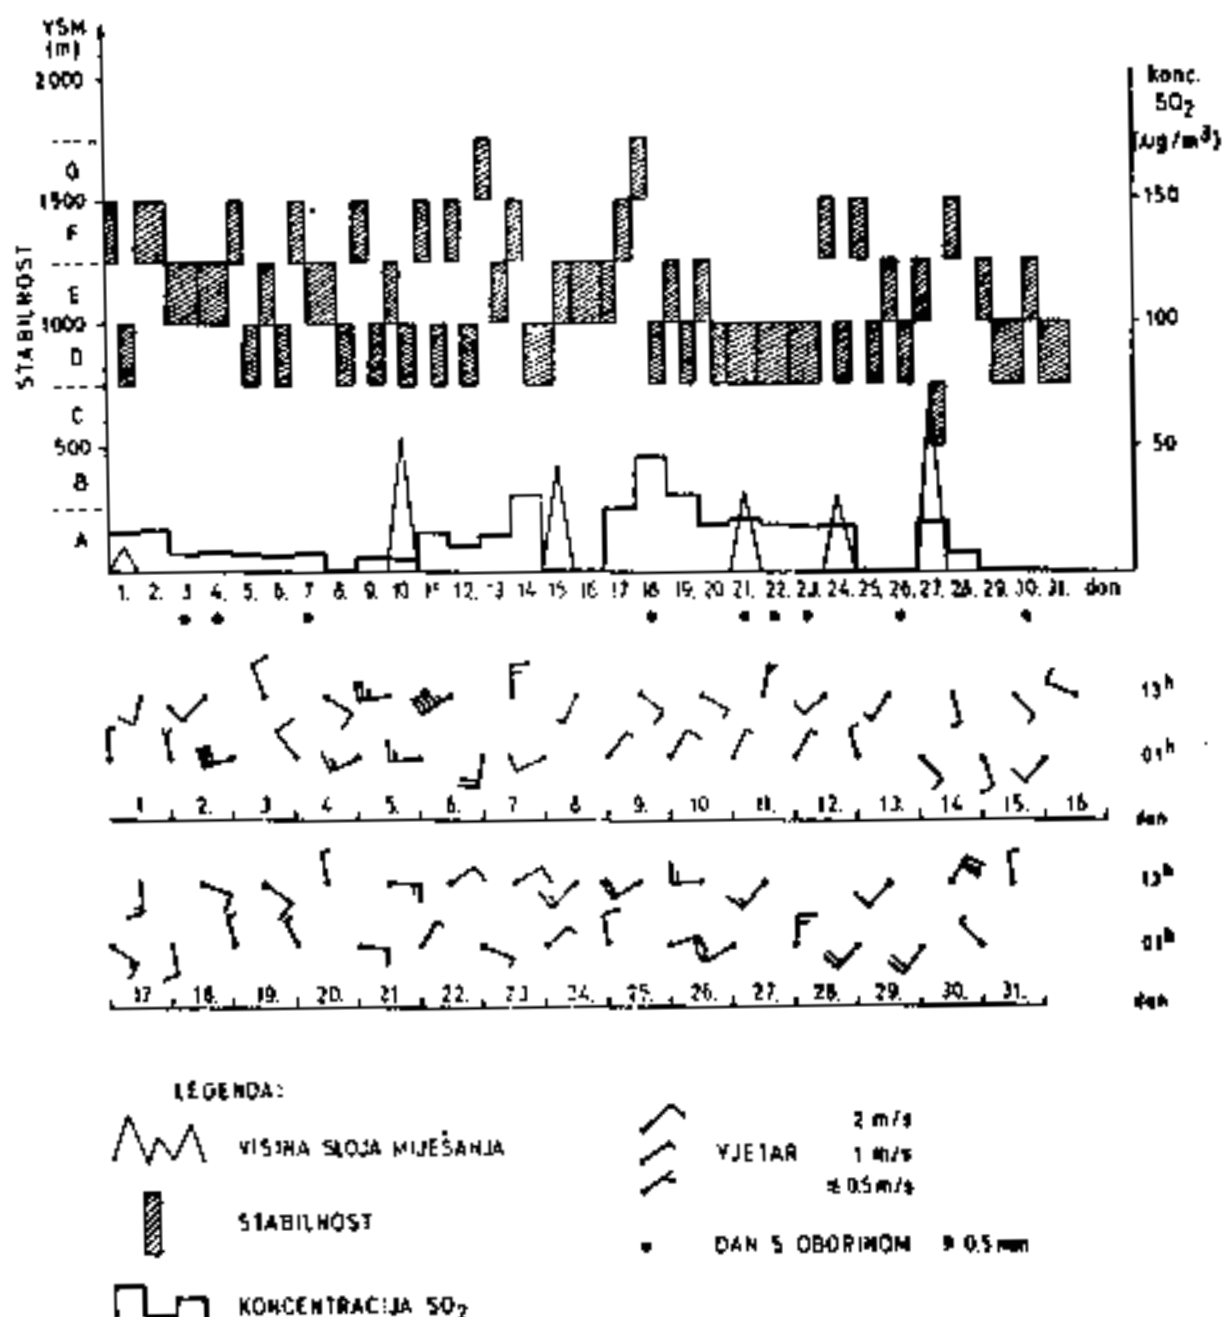 VSM
(m)
2000
1500
1000
500
STABILNOST
G
F
E
D
C
B
A
konc.
SO2
(µg/m3)
150
100
50
1. 2. 3. 4. 5. 6. 7. 8. 9. 10. 11. 12. 13. 14. 15. 16. 17. 18. 19. 20. 21. 22. 23. 24. 25. 26. 27. 28. 29. 30. 31. dan
13h
01h
1. 2. 3. 4. 5. 6. 7. 8. 9. 10. 11. 12. 13. 14. 15. 16. dan
13h
01h
17. 18. 19. 20. 21. 22. 23. 24. 25. 26. 27. 28. 29. 30. 31. dan
LEGENDA:
VISINA SLOJA MIJEŠANJA
STABILNOST
KONCENTRACIJA SO2
2 m/s
VJETAR 1 m/s
≤ 0.5 m/s
DAN S OBORINOM ≥ 0.5 mm